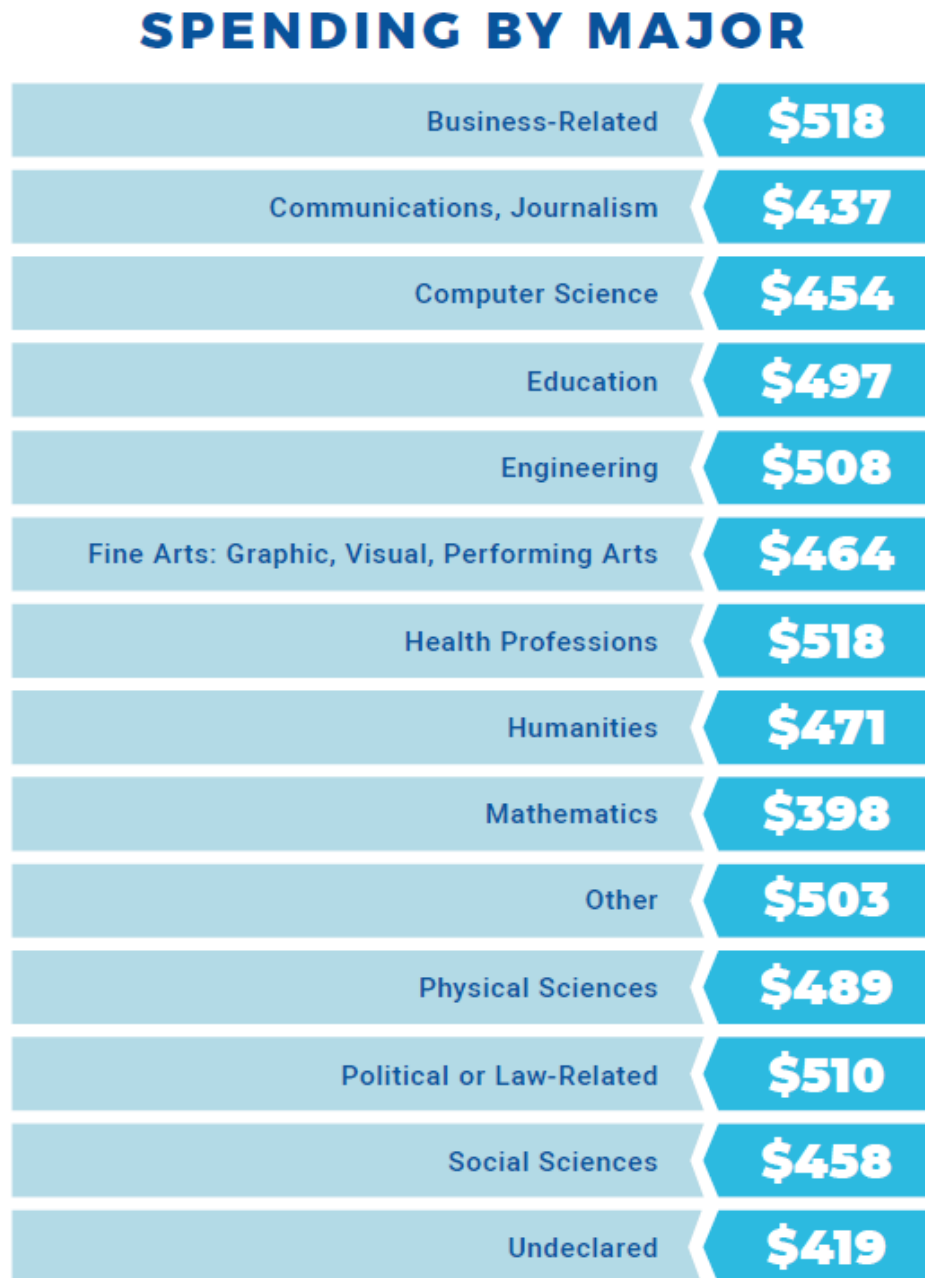 SPENDING BY MAJOR
Business-Related $518
Communications, Journalism $437
Computer Science $454
Education $497
Engineering $508
Fine Arts: Graphic, Visual, Performing Arts $464
Health Professions $518
Humanities $471
Mathematics $398
Other $503
Physical Sciences $489
Political or Law-Related $510
Social Sciences $458
Undeclared $419